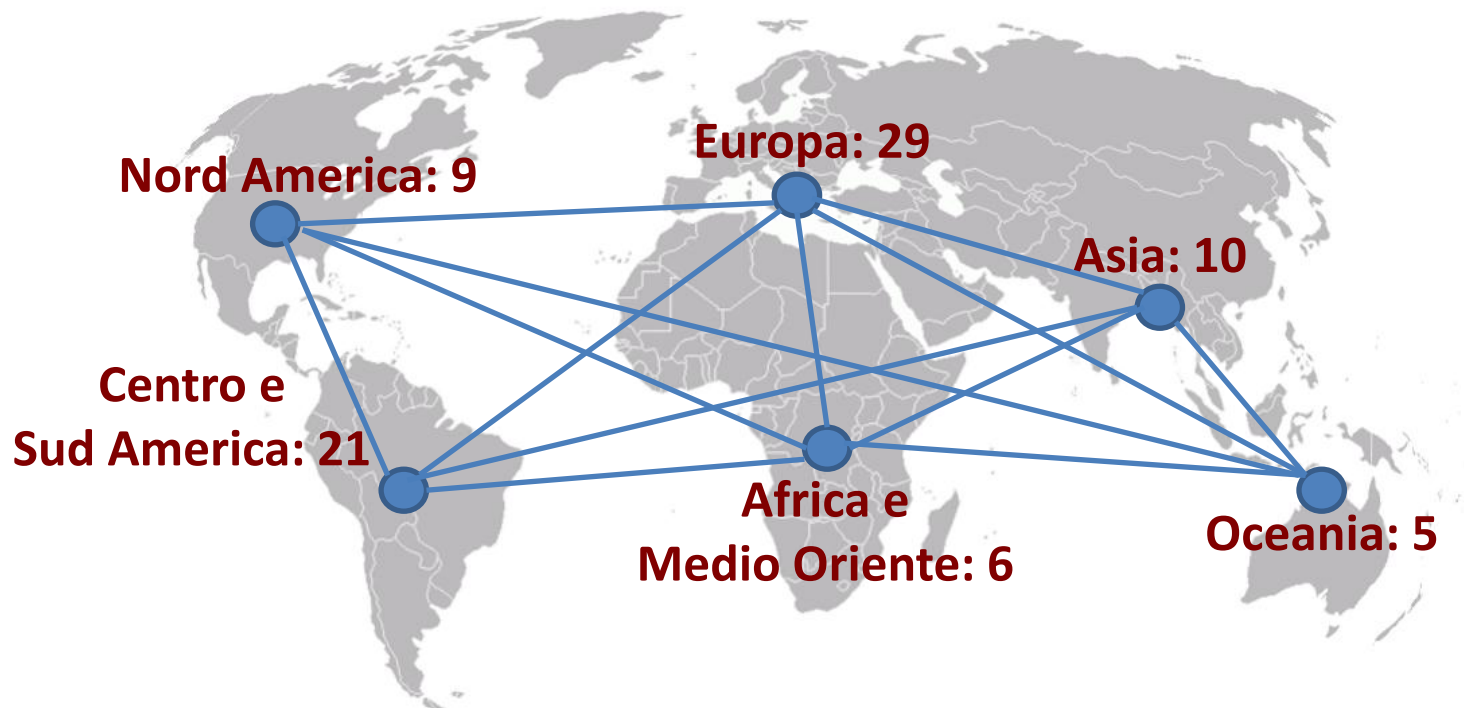 Europa: 29
Nord America: 9
Asia: 10
Centro e
Sud America: 21
Africa e
Medio Oriente: 6
Oceania: 5